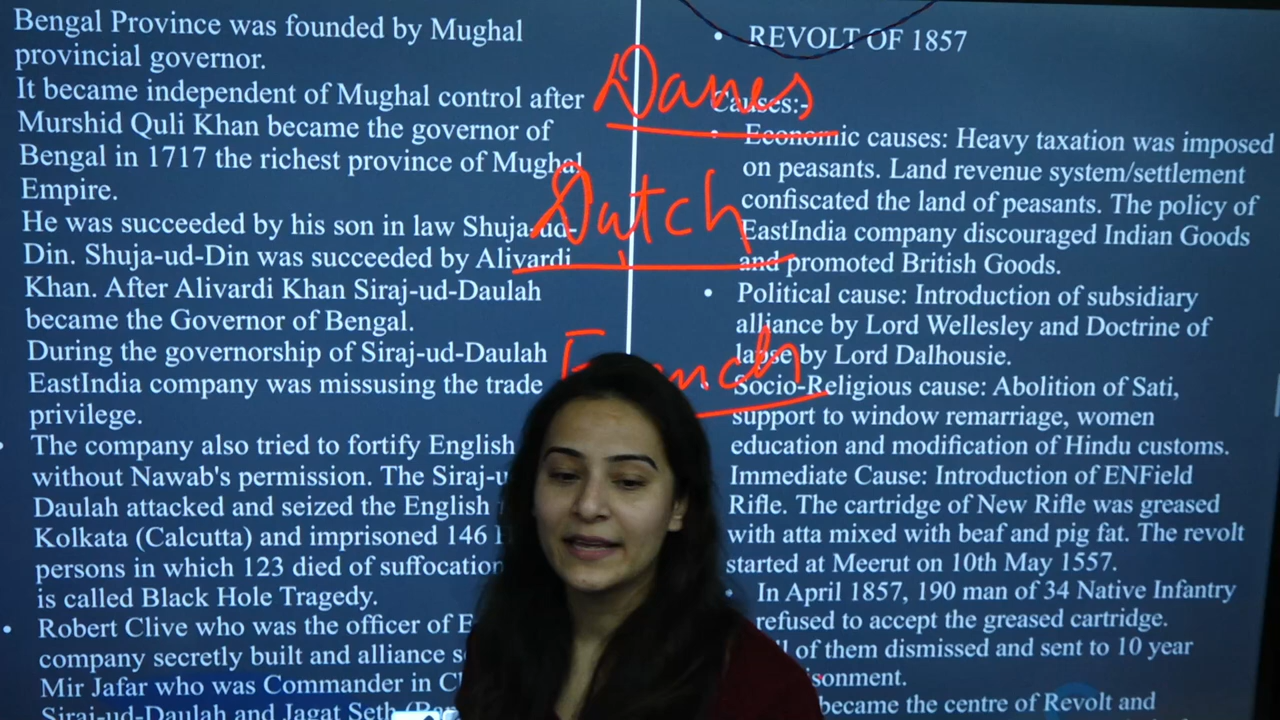 Bengal Province was founded by Mughal
provincial governor.
It became independent of Mughal control after
Murshid Quli Khan became the governor of
Bengal in 1717 the richest province of Mughal
Empire.
He was succeeded by his son in law Shuja-ud-
Din. Shuja-ud-Din was succeeded by Alivardi
Khan. After Alivardi Khan Siraj-ud-Daulah
became the Governor of Bengal.
During the governorship of Siraj-ud-Daulah
EastIndia company was missusing the trade
privilege.
• The company also tried to fortify English
without Nawab's permission. The Siraj-u
Daulah attacked and seized the English
Kolkata (Calcutta) and imprisoned 146
persons in which 123 died of suffocation
is called Black Hole Tragedy.
• Robert Clive who was the officer of E
company secretly built and alliance
Mir Jafar who was Commander in
Siraj-ud-Daulah and Jagat Seth
Danes
Dutch
French
• REVOLT OF 1857
Causes:-
• Economic causes: Heavy taxation was imposed
on peasants. Land revenue system/settlement
confiscated the land of peasants. The policy of
EastIndia company discouraged Indian Goods
and promoted British Goods.
• Political cause: Introduction of subsidiary
alliance by Lord Wellesley and Doctrine of
lapse by Lord Dalhousie.
• Socio-Religious cause: Abolition of Sati,
support to window remarriage, women
education and modification of Hindu customs.
Immediate Cause: Introduction of ENField
Rifle. The cartridge of New Rifle was greased
with atta mixed with beaf and pig fat. The revolt
started at Meerut on 10th May 1557.
• In April 1857, 190 man of 34 Native Infantry
refused to accept the greased cartridge.
of them dismissed and sent to 10 year
became the centre of Revolt and